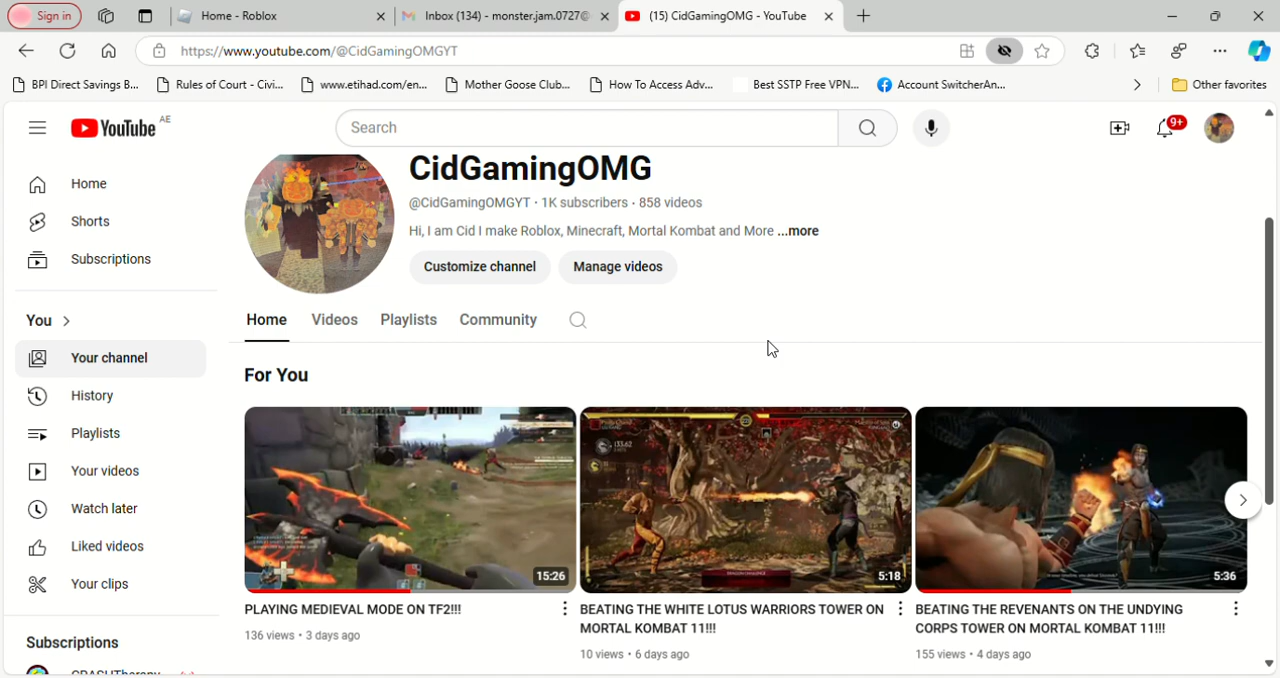 Sign in
Home - Roblox
Inbox (134) - monster.jam.0727@
(15) CidGamingOMG - YouTube
https://www.youtube.com/@CidGamingOMGYT
BPI Direct Savings B...
Rules of Court - Civi...
www.etihad.com/en...
Mother Goose Club...
How To Access Adv...
Best SSTP Free VPN...
Account SwitcherAn...
Other favorites
YouTube AE
Search
9+
Home
Shorts
Subscriptions
You
Your channel
History
Playlists
Your videos
Watch later
Liked videos
Your clips
Subscriptions
CidGamingOMG
@CidGamingOMGYT · 1K subscribers · 858 videos
Hi, I am Cid I make Roblox, Minecraft, Mortal Kombat and More ...more
Customize channel
Manage videos
Home
Videos
Playlists
Community
For You
15:26
PLAYING MEDIEVAL MODE ON TF2!!!
136 views · 3 days ago
5:18
BEATING THE WHITE LOTUS WARRIORS TOWER ON
MORTAL KOMBAT 11!!!
10 views · 6 days ago
5:36
BEATING THE REVENANTS ON THE UNDYING
CORPS TOWER ON MORTAL KOMBAT 11!!!
155 views · 4 days ago